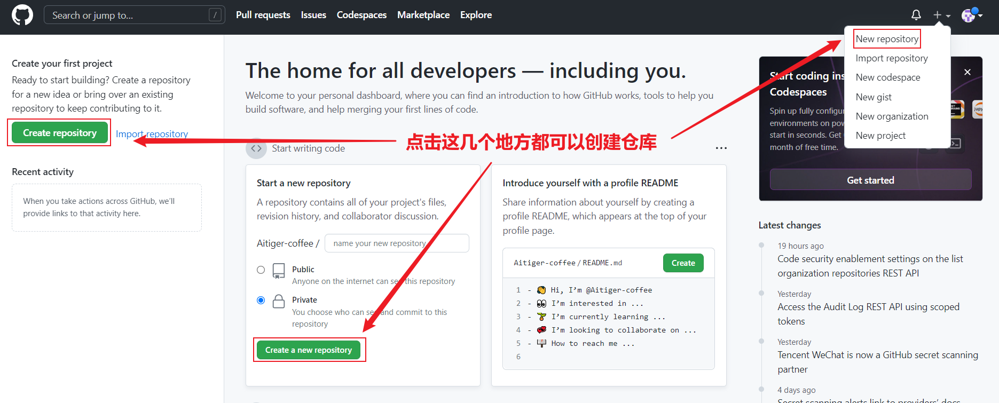 Search or jump to...
/
Pull requests
Issues
Codespaces
Marketplace
Explore
New repository
Import repository
New codespace
New gist
New organization
New project
Create your first project
Ready to start building? Create a repository
for a new idea or bring over an existing
repository to keep contributing to it.
Create repository
Import repository
Recent activity
When you take actions across GitHub, we'll
provide links to that activity here.
The home for all developers — including you.
Welcome to your personal dashboard, where you can find an introduction to how GitHub works, tools to help you
build software, and help merging your first lines of code.
点击这几个地方都可以创建仓库
<> Start writing code
...
Start a new repository
A repository contains all of your project's files,
revision history, and collaborator discussion.
Aitiger-coffee /
name your new repository
Public
Anyone on the internet can see this repository
Private
You choose who can see and commit to this
repository
Create a new repository
Introduce yourself with a profile README
Share information about yourself by creating a
profile README, which appears at the top of your
profile page.
Aitiger-coffee / README.md
Create
1 - 👋 Hi, I'm @Aitiger-coffee
2 - 👀 I'm interested in ...
3 - 🌱 I'm currently learning ...
4 - 💞️ I'm looking to collaborate on ...
5 - 📫 How to reach me ...
6
Start coding ins
Codespaces
Spin up fully configu
environments on pow
start in seconds. Get
month of free time.
Get started
Latest changes
19 hours ago
Code security enablement settings on the list
organization repositories REST API
Yesterday
Access the Audit Log REST API using scoped
tokens
Yesterday
Tencent WeChat is now a GitHub secret scanning
partner
4 days ago
Secret scanning alerts link to providers' docs